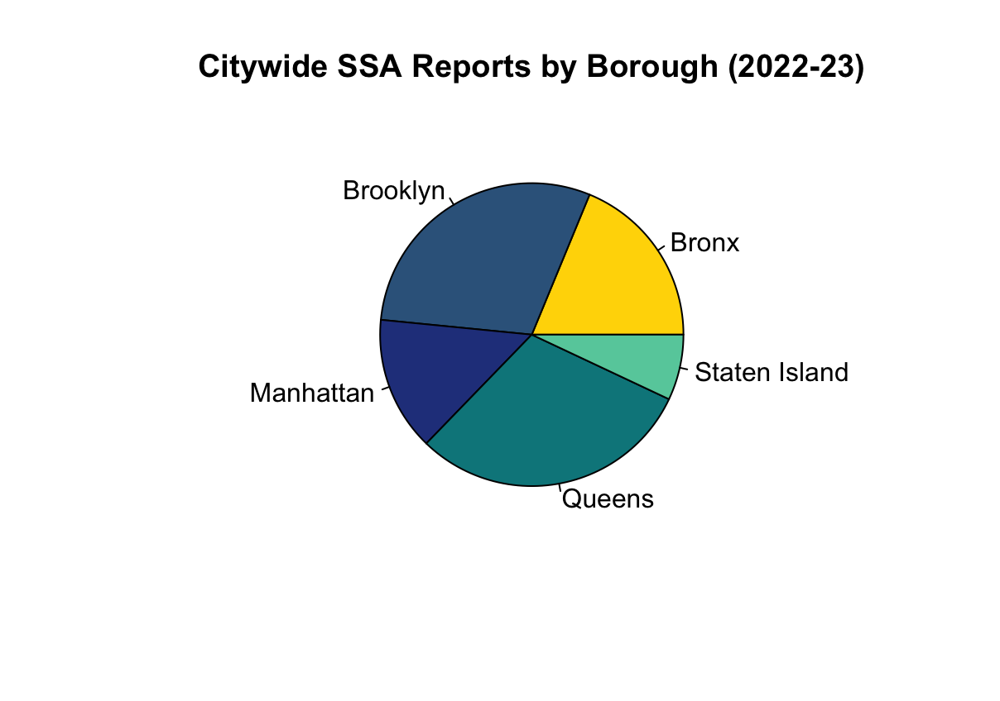 Citywide SSA Reports by Borough (2022-23)
Brooklyn
Bronx
Staten Island
Manhattan
Queens